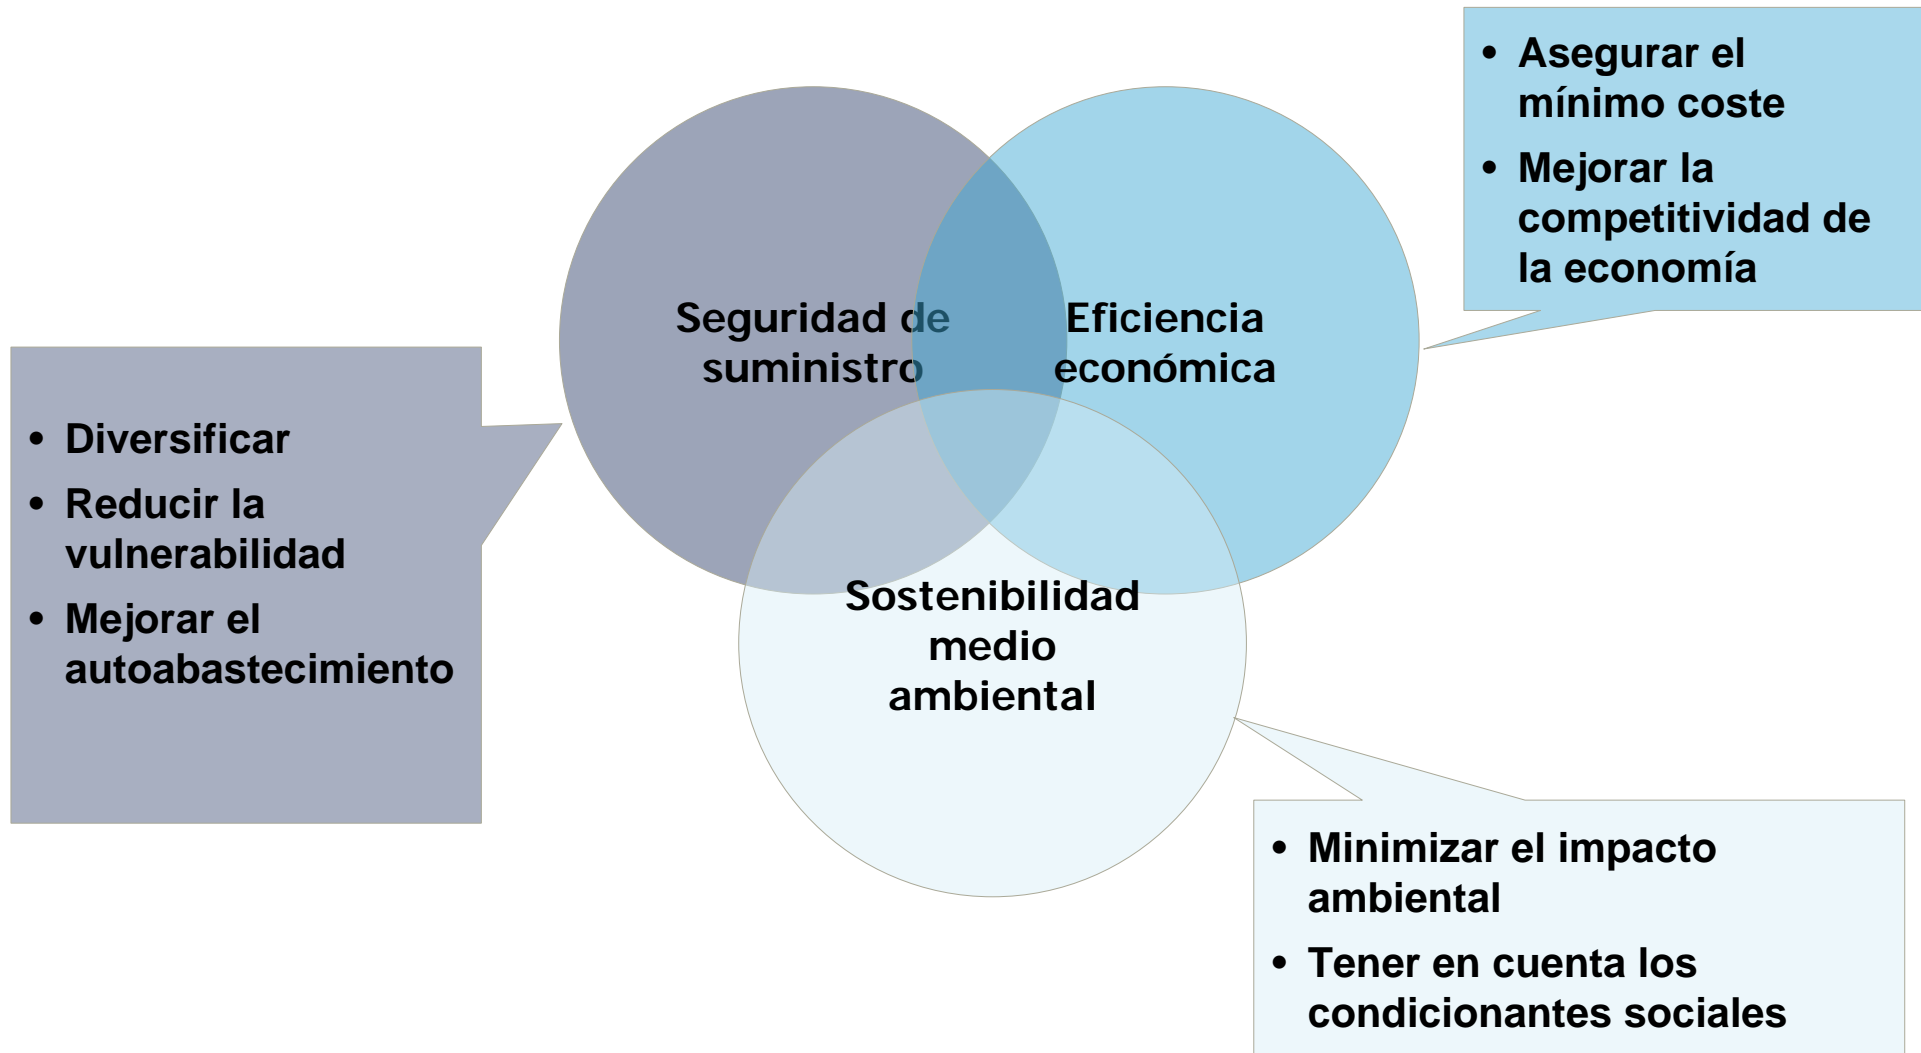 • Asegurar el
mínimo coste
• Mejorar la
competitividad de
la economía
Seguridad de
suministro
Eficiencia
económica
• Diversificar
• Reducir la
vulnerabilidad
• Mejorar el
autoabastecimiento
Sostenibilidad
medio
ambiental
• Minimizar el impacto
ambiental
• Tener en cuenta los
condicionantes sociales